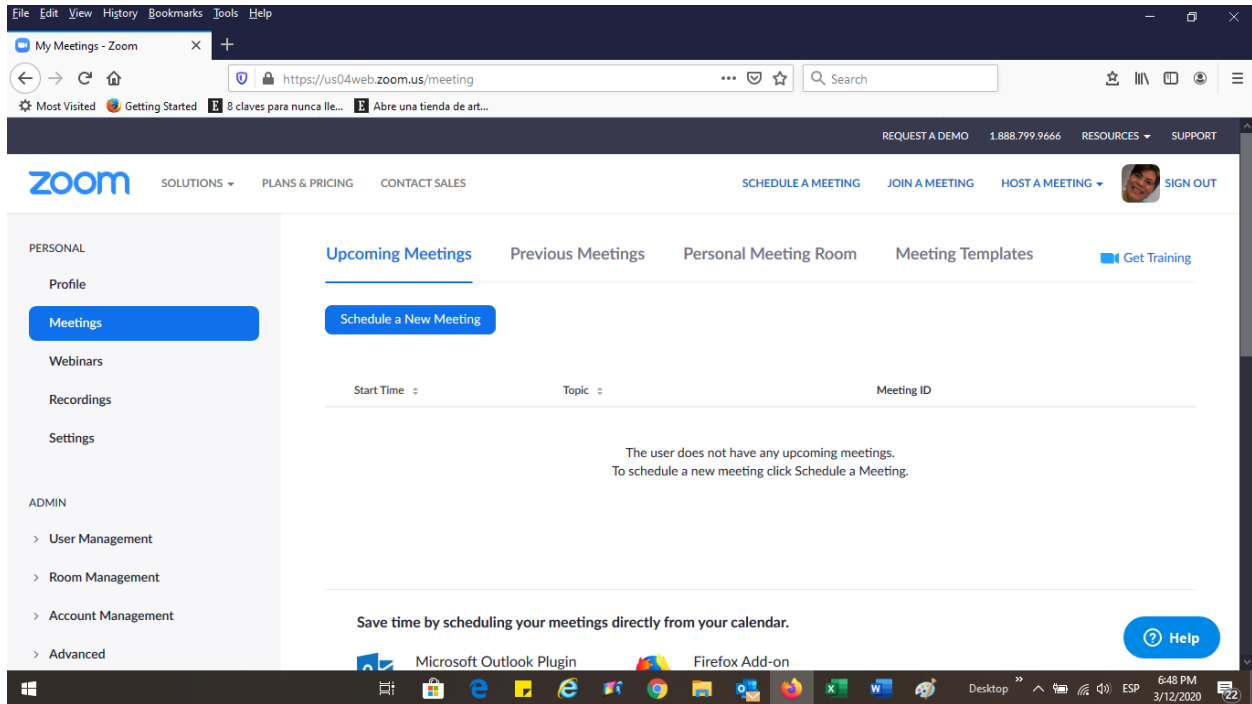 File Edit View History Bookmarks Tools Help
My Meetings - Zoom
https://us04web.zoom.us/meeting
Search
Most Visited Getting Started 8 claves para nunca lle... Abre una tienda de art...
REQUEST A DEMO 1.888.799.9666 RESOURCES SUPPORT
zoom SOLUTIONS PLANS & PRICING CONTACT SALES SCHEDULE A MEETING JOIN A MEETING HOST A MEETING SIGN OUT
PERSONAL
Profile
Meetings
Webinars
Recordings
Settings
ADMIN
User Management
Room Management
Account Management
Advanced
Upcoming Meetings Previous Meetings Personal Meeting Room Meeting Templates Get Training
Schedule a New Meeting
Start Time Topic Meeting ID
The user does not have any upcoming meetings.
To schedule a new meeting click Schedule a Meeting.
Save time by scheduling your meetings directly from your calendar.
Microsoft Outlook Plugin Firefox Add-on
Help
Desktop ESP 6:48 PM
3/12/2020 22